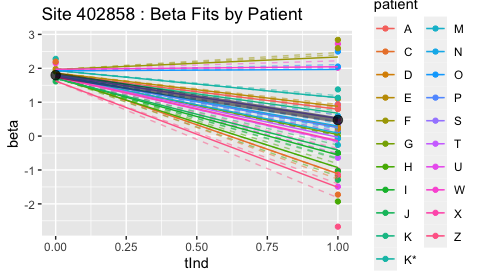 Site 402858 : Beta Fits by Patient
patient
3
2
1
0
-1
-2
beta
0.00 0.25 0.50 0.75 1.00
tInd
A
C
D
E
F
G
H
I
J
K
K*
M
N
O
P
S
T
U
W
X
Z